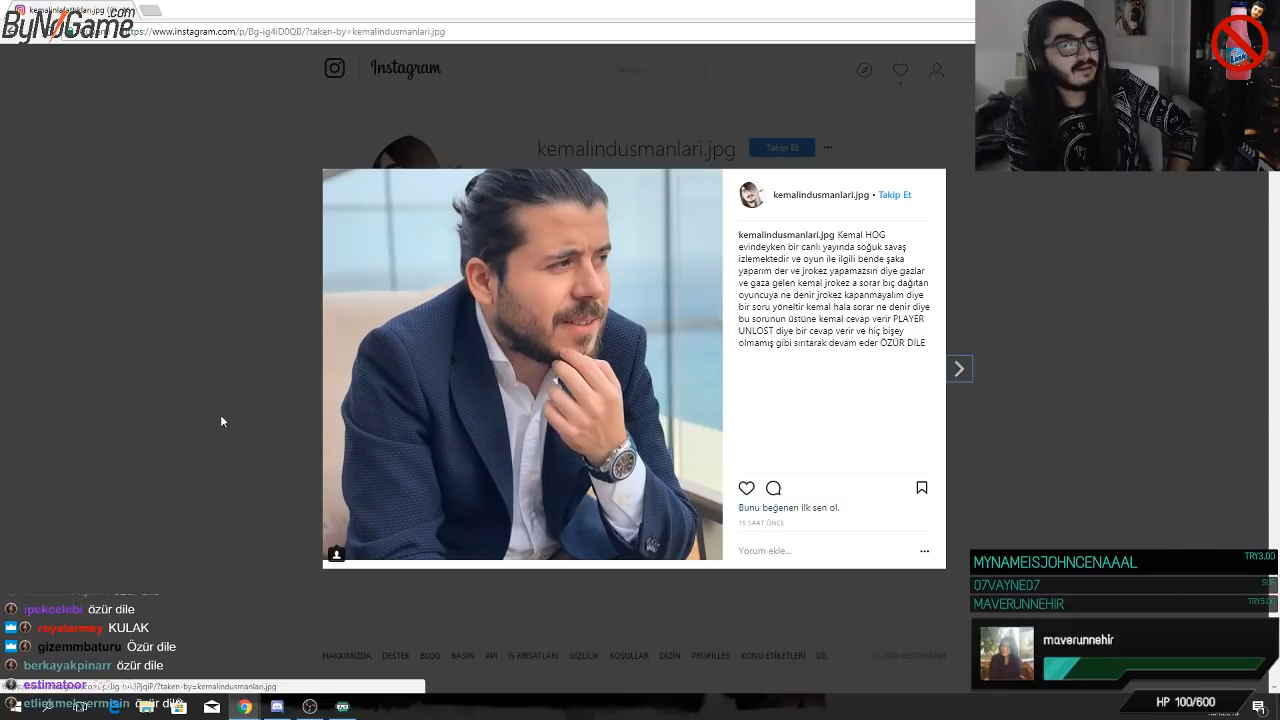 ByNoGame.com
https://www.instagram.com/p/Bg-ig4iD0QB/?taken-by=kemalindusmanlari.jpg
Instagram
kemalindusmanlari.jpg
Takip Et
kemalindusmanlari.jpg • Takip Et
kemalindusmanlari.jpg Kemal HOG
evindeyken bir canlı yayında soğuk savaş
izlemektedir ve oyun ile ilgili bende şaka
yaparım der ve jrokez yapamazsın diye gazlar
ve gaza gelen kemal jrokez a sorar bıç dağıtan
oyuncuya ne denir jrokez kapanmayalım diye
bir soru yöneltir kemal hala sorar ne denir diye
bu sorunun üstüne kemal cevap verir PLAYER
UNLOST diye bir cevap verir ve hiç bişey
olmamış gibi sırıtarak devam eder ÖZÜR DİLE
Bunu beğenen ilk sen ol.
15 SAAT ÖNCE
Yorum ekle...
MYNAMEISJOHNCENAAAL TRY3.00
07VAYNE07
MAVERUNNEHIR TRY5.00
maverunnehir
HP 100/600
ipekcelebi özür dile
royalarmoy KULAK
gizemmbaturu Özür dile
berkayakpinarr özür dile
estimatoor
etliekmekvermisin özür dile
HAKKIMIZDA DESTEK BLOG BASIN API İŞ FIRSATLARI GİZLİLİK KOŞULLAR DİZİN PROFİLLER KONU ETİKETLERİ DİL © 2018 INSTAGRAM